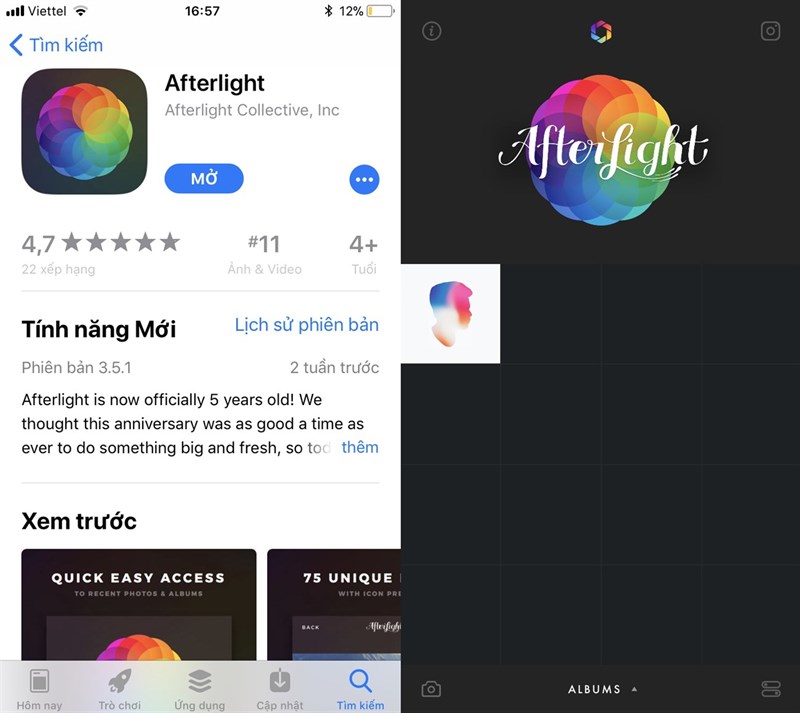 Viettel 16:57 12%
Tìm kiếm
Afterlight
Afterlight Collective, Inc
MỞ
4,7 #11 4+
22 xếp hạng Ảnh & Video Tuổi
Tính năng Mới Lịch sử phiên bản
Phiên bản 3.5.1 2 tuần trước
Afterlight is now officially 5 years old! We
thought this anniversary was as good a time as
ever to do something big and fresh, so tod thêm
Xem trước
QUICK EASY ACCESS
TO RECENT PHOTOS & ALBUMS
75 UNIQUE
WITH ICON PRE
BACK Afterlight
Hôm nay Trò chơi Ứng dụng Cập nhật Tìm kiếm
AfterLight
ALBUMS